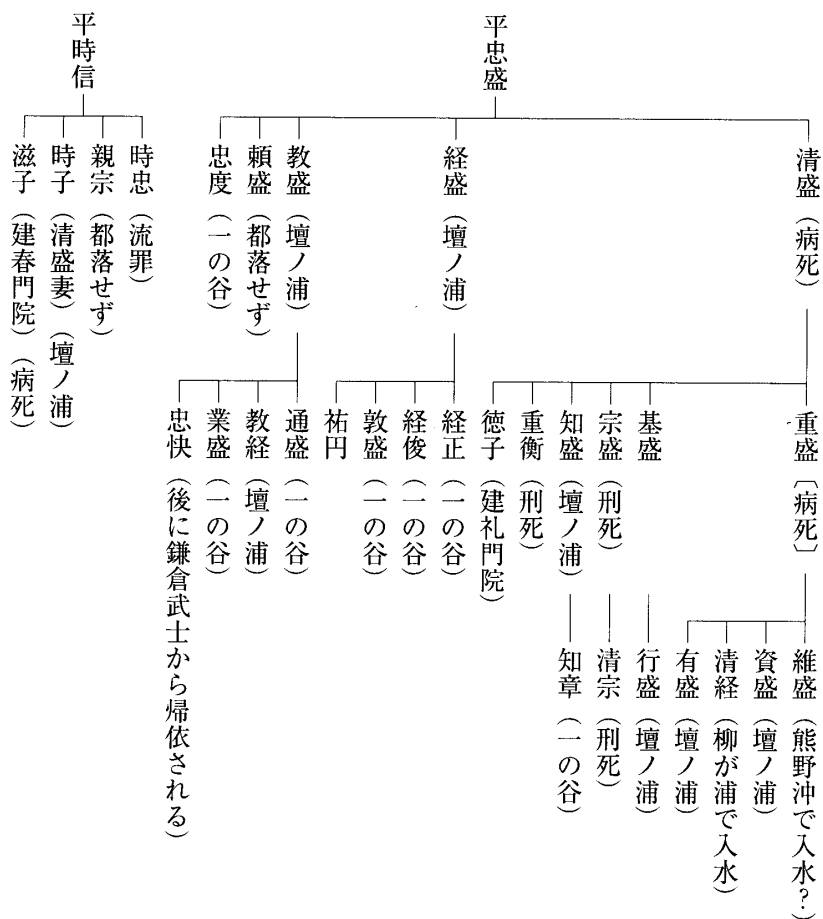 平忠盛
清盛（病死）
経盛（壇ノ浦）
教盛（壇ノ浦）
頼盛（都落せず）
忠度（一の谷）
重盛〔病死〕
基盛
宗盛（刑死）
知盛（壇ノ浦）
重衡（刑死）
徳子（建礼門院）
経正（一の谷）
経俊（一の谷）
敦盛（一の谷）
祐円
通盛（一の谷）
教経（壇ノ浦）
業盛（一の谷）
忠快（後に鎌倉武士から帰依される）
維盛（熊野沖で入水？）
資盛（壇ノ浦）
清経（柳が浦で入水）
有盛（壇ノ浦）
行盛（壇ノ浦）
清宗（刑死）
知章（一の谷）
平時信
時忠（流罪）
親宗（都落せず）
時子（清盛妻）（壇ノ浦）
滋子（建春門院）（病死）